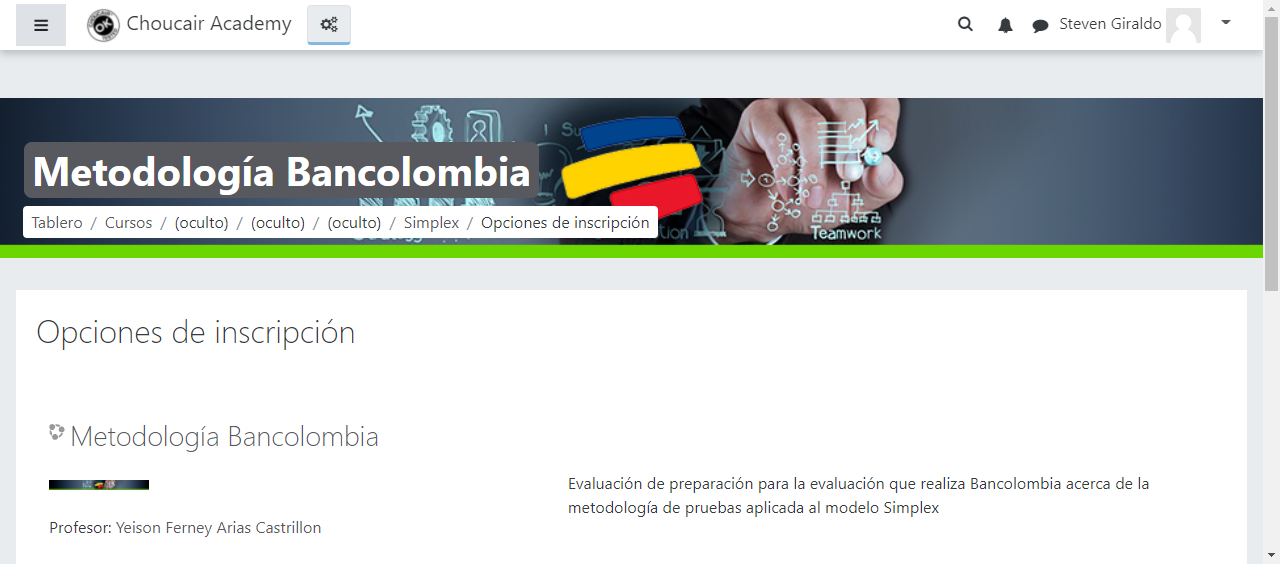 Choucair Academy
Steven Giraldo
Metodología Bancolombia
Tablero / Cursos / (oculto) / (oculto) / (oculto) / Simplex / Opciones de inscripción
Teamwork
Opciones de inscripción
Metodología Bancolombia
Evaluación de preparación para la evaluación que realiza Bancolombia acerca de la
metodología de pruebas aplicada al modelo Simplex
Profesor: Yeison Ferney Arias Castrillon